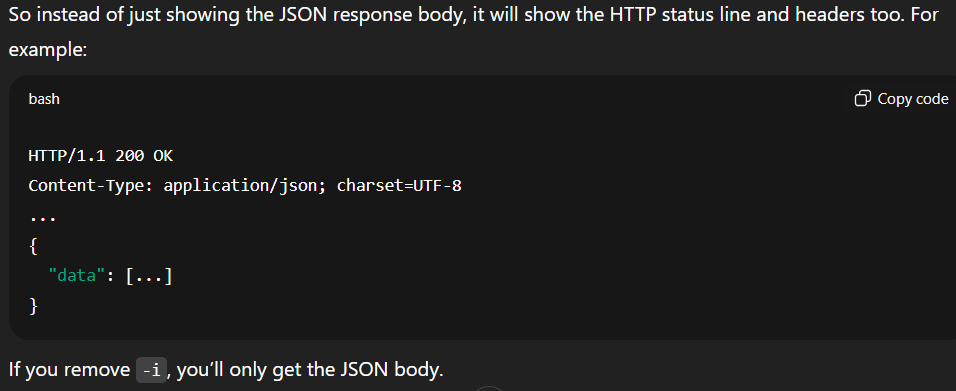 So instead of just showing the JSON response body, it will show the HTTP status line and headers too. For
example:
bash
Copy code
HTTP/1.1 200 OK
Content-Type: application/json; charset=UTF-8
...
{
  "data": [...]
}
If you remove -i, you’ll only get the JSON body.